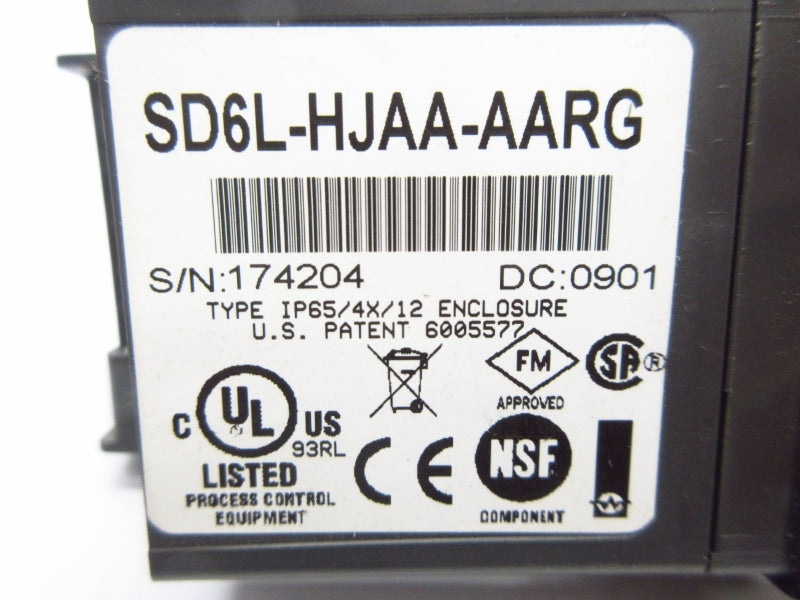 SD6L-HJAA-AARG
S/N:174204 DC:0901
TYPE IP65/4X/12 ENCLOSURE
U.S. PATENT 6005577
FM
APPROVED
SA ®
C UL US
93RL
LISTED
PROCESS CONTROL
EQUIPMENT
CE
NSF
COMPONENT
W